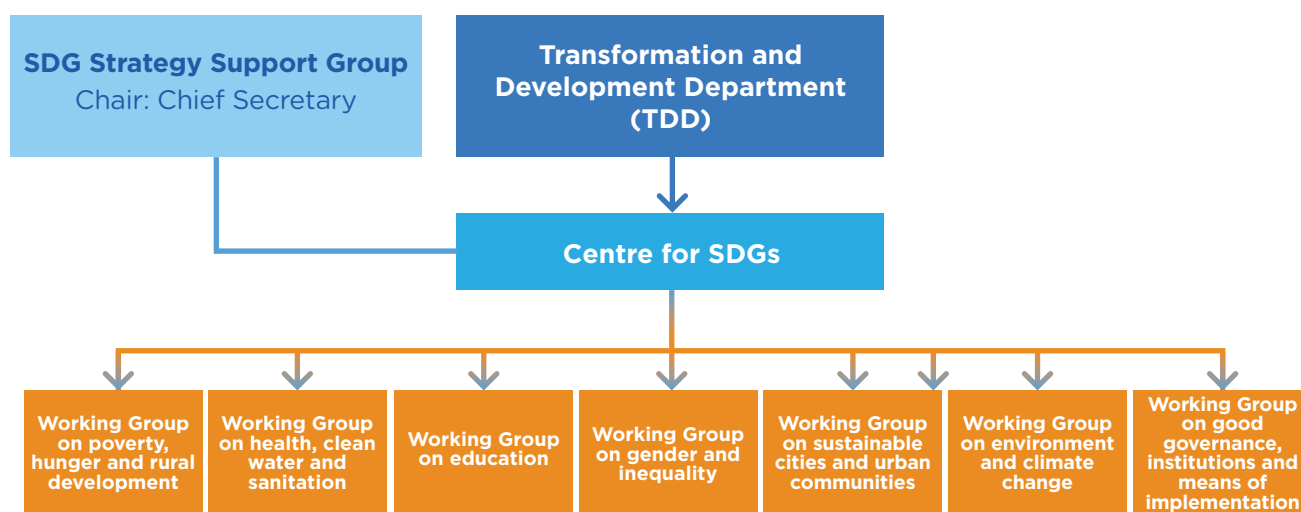 SDG Strategy Support Group
Chair: Chief Secretary
Transformation and
Development Department
(TDD)
Centre for SDGs
Working Group
on poverty,
hunger and rural
development
Working Group
on health, clean
water and
sanitation
Working Group
on education
Working Group
on gender and
inequality
Working Group
on sustainable
cities and urban
communities
Working Group
on environment
and climate
change
Working Group
on good
governance,
institutions and
means of
implementation